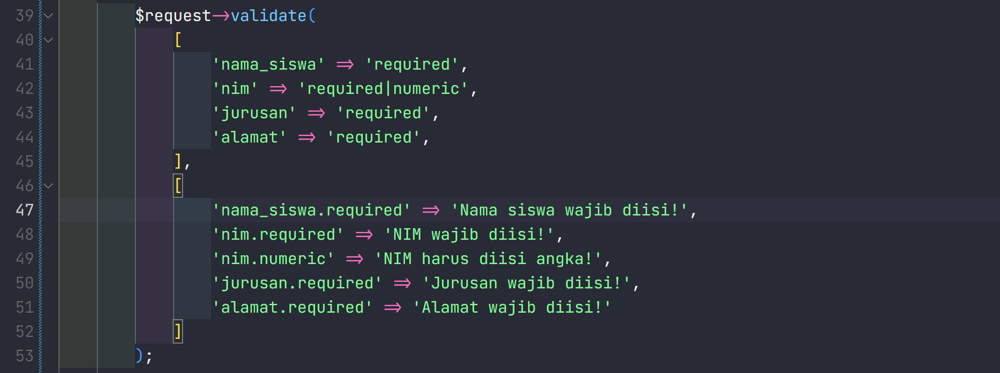 39 $request->validate(
40 [
41 'nama_siswa' => 'required',
42 'nim' => 'required|numeric',
43 'jurusan' => 'required',
44 'alamat' => 'required',
45 ],
46 [
47 'nama_siswa.required' => 'Nama siswa wajib diisi!',
48 'nim.required' => 'NIM wajib diisi!',
49 'nim.numeric' => 'NIM harus diisi angka!',
50 'jurusan.required' => 'Jurusan wajib diisi!',
51 'alamat.required' => 'Alamat wajib diisi!'
52 ]
53 );